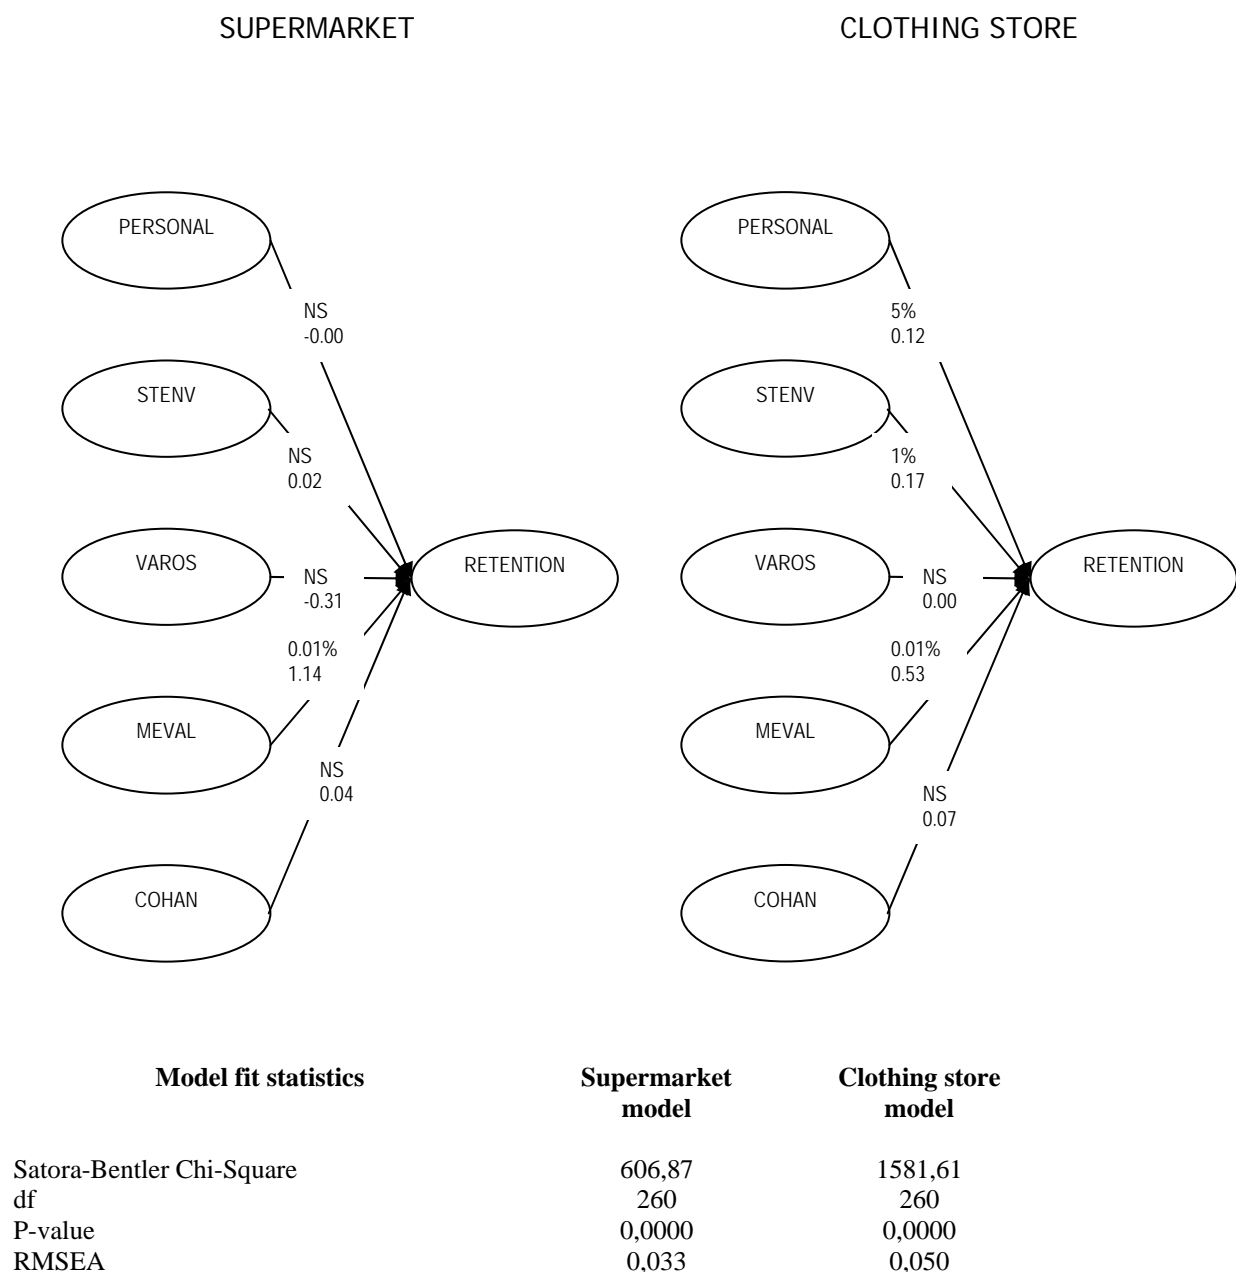 SUPERMARKET
CLOTHING STORE
PERSONAL
NS
-0.00
STENV
NS
0.02
VAROS
NS
-0.31
RETENTION
0.01%
1.14
MEVAL
NS
0.04
COHAN
PERSONAL
5%
0.12
STENV
1%
0.17
VAROS
NS
0.00
RETENTION
0.01%
0.53
MEVAL
NS
0.07
COHAN
Model fit statistics Supermarket model Clothing store model
Satora-Bentler Chi-Square 606,87 1581,61
df 260 260
P-value 0,0000 0,0000
RMSEA 0,033 0,050